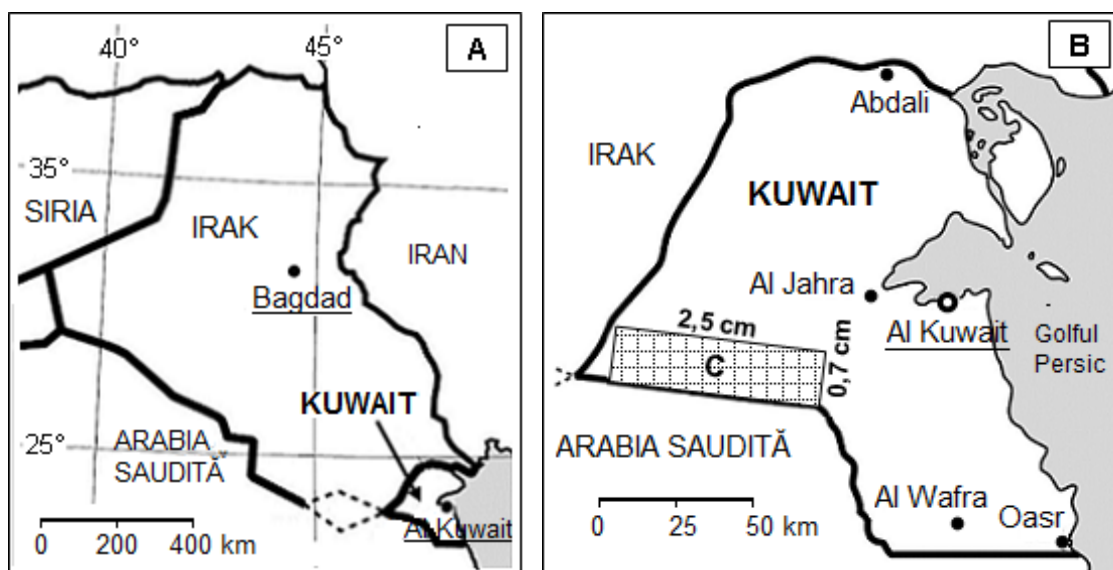 40°
45°
A
35°
SIRIA
IRAK
IRAN
Bagdad
KUWAIT
25°
ARABIA
SAUDITĂ
Al Kuwait
0 200 400 km
B
Abdali
IRAK
KUWAIT
Al Jahra
2,5 cm
0,7 cm
C
Al Kuwait
Golful
Persic
ARABIA SAUDITĂ
Al Wafra
Oasr
0 25 50 km